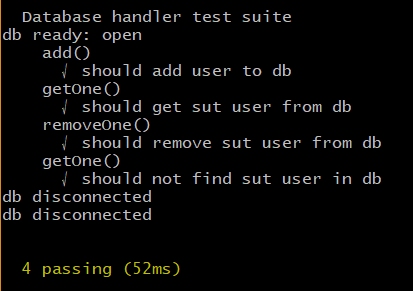 Database handler test suite
db ready: open
add()
√ should add user to db
getOne()
√ should get sut user from db
removeOne()
√ should remove sut user from db
getOne()
√ should not find sut user in db
db disconnected
db disconnected
4 passing (52ms)